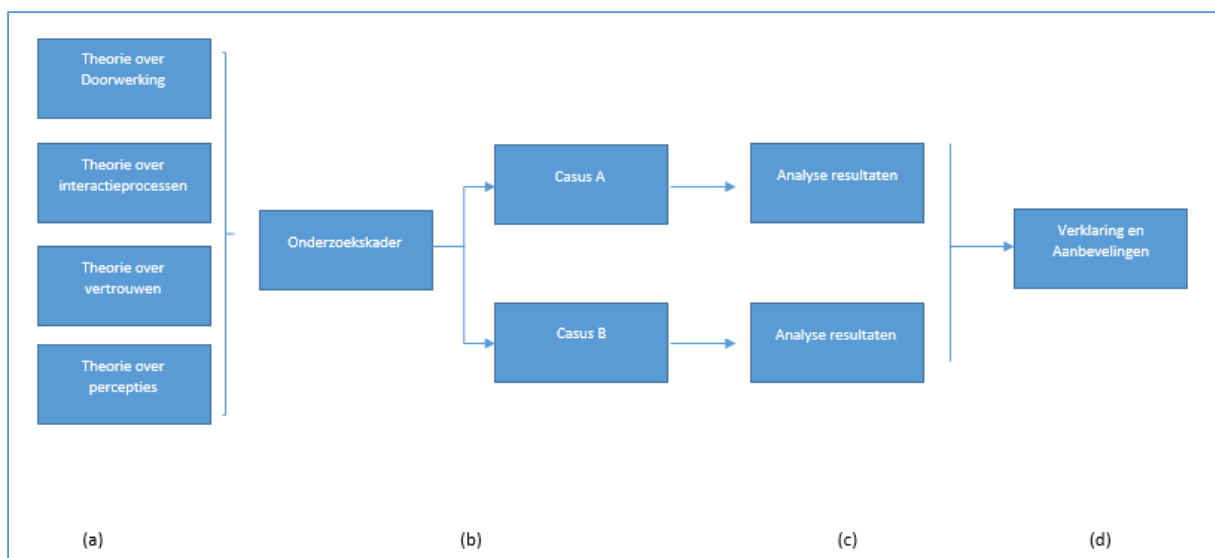 Theorie over
Doorwerking
Theorie over
interactieprocessen
Theorie over
vertrouwen
Theorie over
percepties
Onderzoekskader
Casus A
Casus B
Analyse resultaten
Analyse resultaten
Verklaring en
Aanbevelingen
(a)
(b)
(c)
(d)